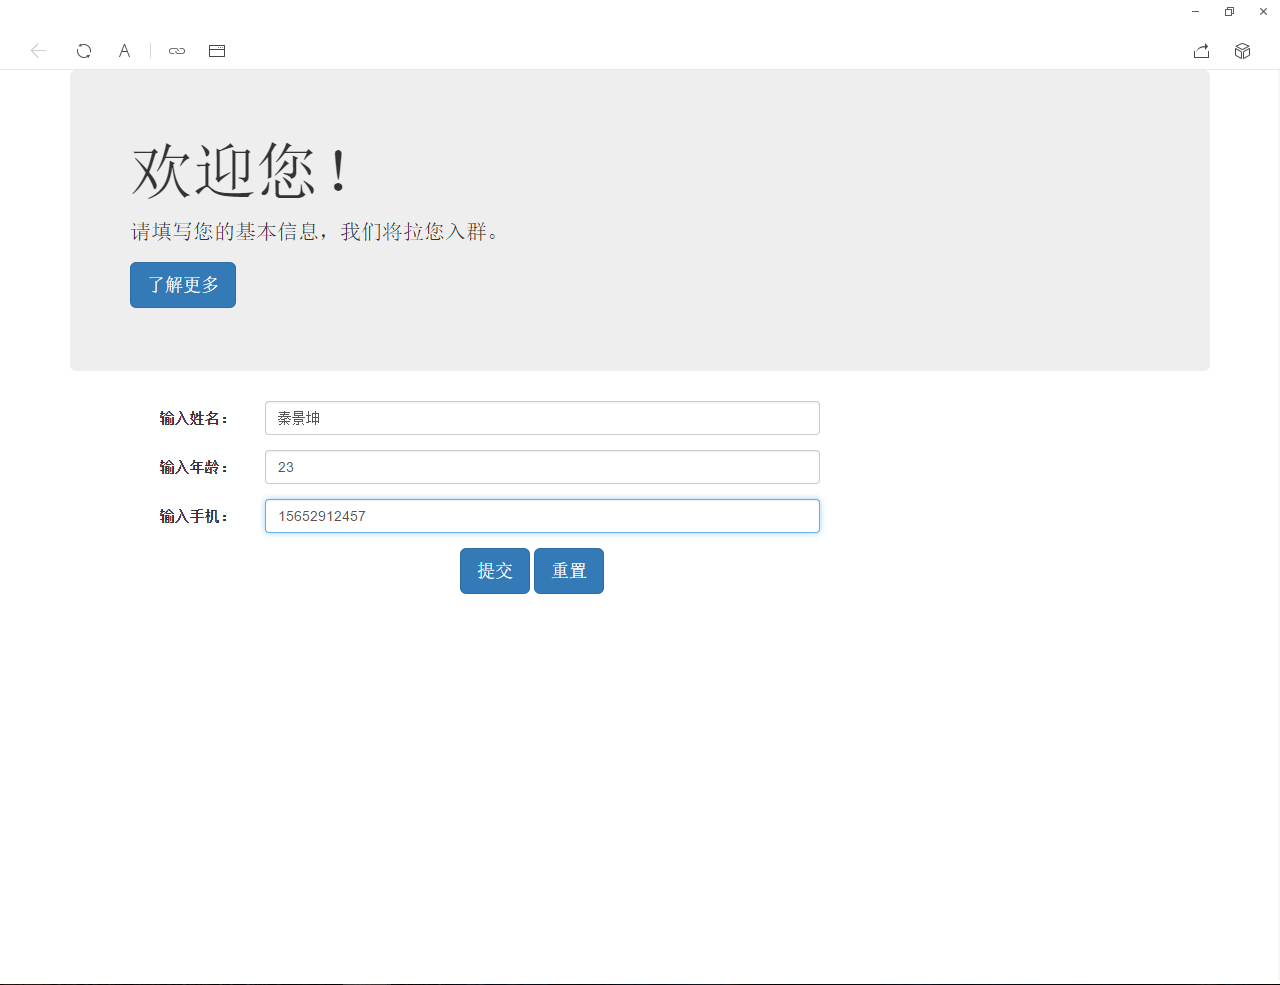 A
欢迎您！
请填写您的基本信息，我们将拉您入群。
了解更多
输入姓名： 秦景坤
输入年龄： 23
输入手机： 15652912457
提交 重置